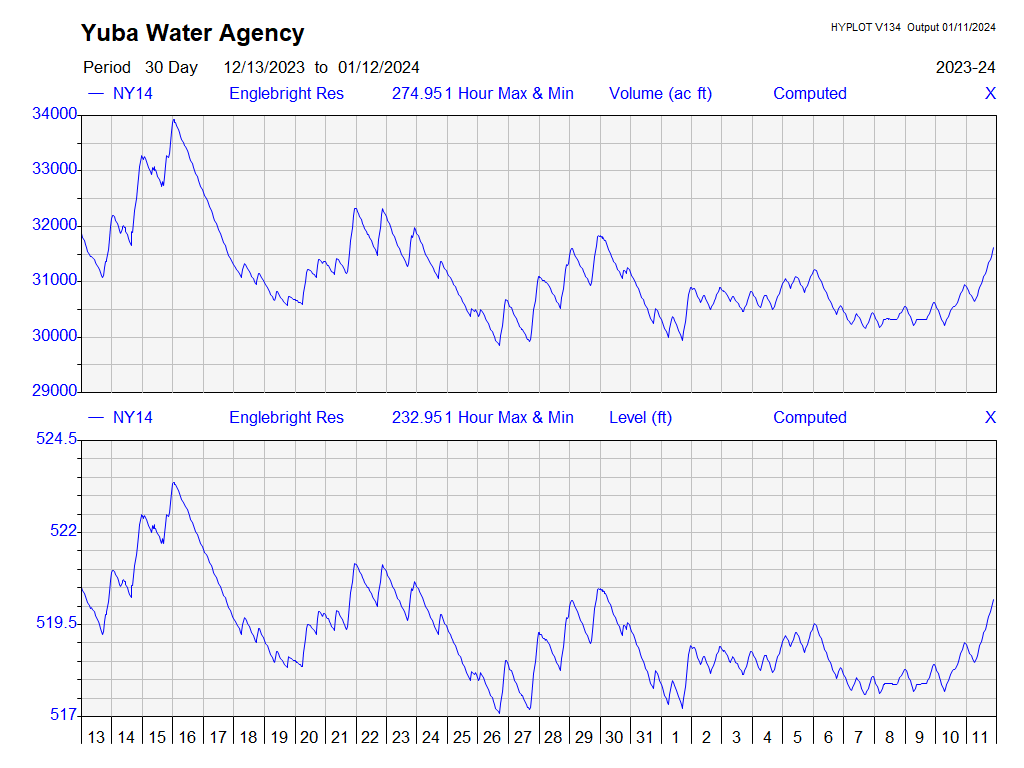 Yuba Water Agency
HYPLOT V134 Output 01/11/2024
Period 30 Day 12/13/2023 to 01/12/2024
2023-24
NY14 Englebright Res 274.951 Hour Max & Min Volume (ac ft) Computed X
34000
33000
32000
31000
30000
29000
NY14 Englebright Res 232.951 Hour Max & Min Level (ft) Computed X
524.5
522
519.5
517
13 14 15 16 17 18 19 20 21 22 23 24 25 26 27 28 29 30 31 1 2 3 4 5 6 7 8 9 10 11